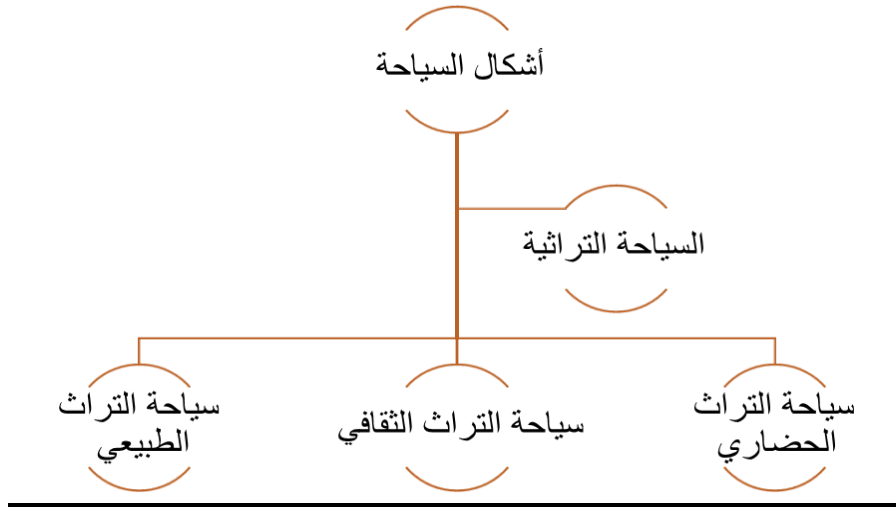 أشكال السياحة
السياحة التراثية
سياحة التراث
الحضاري
سياحة التراث الثقافي
سياحة التراث
الطبيعي